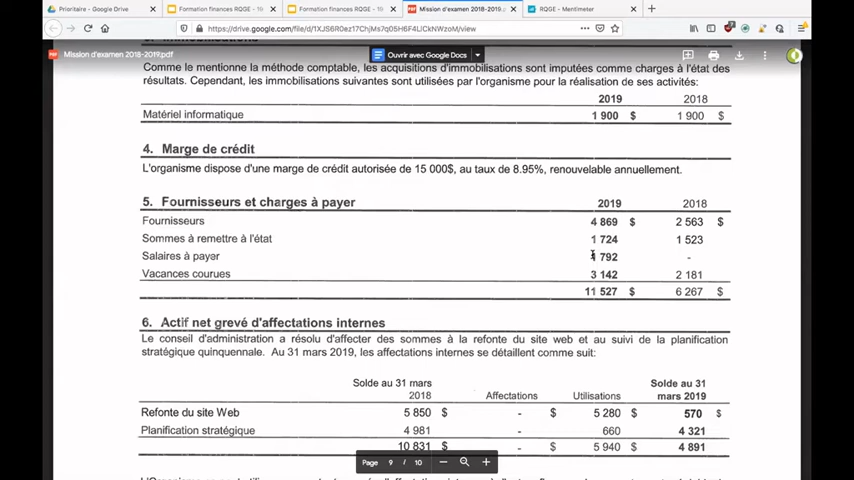 Prioritaire - Google Drive
Formation finances RQGE - 90
Formation finances RQGE - 90
Mission d'examen 2018-2019.pdf
RQGE - Mentimeter
https://drive.google.com/file/d/
Mission d'examen 2018-2019.pdf
Ouvrir avec Google Docs
Comme le mentionne la méthode comptable, les acquisitions d'immobilisations sont imputées comme charges à l'état des
résultats. Cependant, les immobilisations suivantes sont utilisées par l'organisme pour la réalisation de ses activités:
2019 2018
Matériel informatique 1 900 $ 1 900 $
4. Marge de crédit
L'organisme dispose d'une marge de crédit autorisée de 15 000$, au taux de 8.95%, renouvelable annuellement.
5. Fournisseurs et charges à payer 2019 2018
Fournisseurs 4 869 $ 2 563 $
Sommes à remettre à l'état 1 724 1 523
Salaires à payer 1 792 -
Vacances courues 3 142 2 181
11 527 $ 6 267 $
6. Actif net grevé d'affectations internes
Le conseil d'administration a résolu d'affecter des sommes à la refonte du site web et au suivi de la planification
stratégique quinquennale. Au 31 mars 2019, les affectations internes se détaillent comme suit:
Solde au 31 mars Solde au 31
2018 Affectations Utilisations mars 2019
Refonte du site Web 5 850 $ - $ 5 280 $ 570 $
Planification stratégique 4 981 - 660 4 321
10 831 $ - $ 5 940 $ 4 891
Page 9 / 10